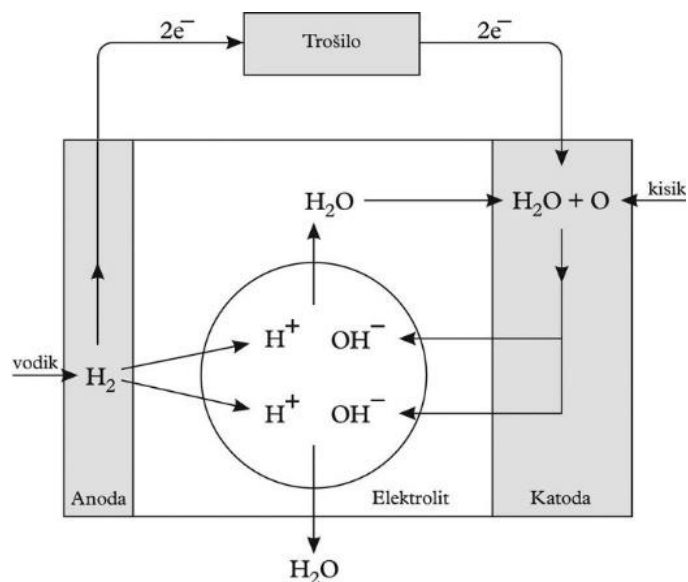 2e⁻
Trošilo
2e⁻
H₂O
H₂O + O
kisik
H⁺ OH⁻
vodik
H₂
H⁺ OH⁻
Anoda
Elektrolit
Katoda
H₂O